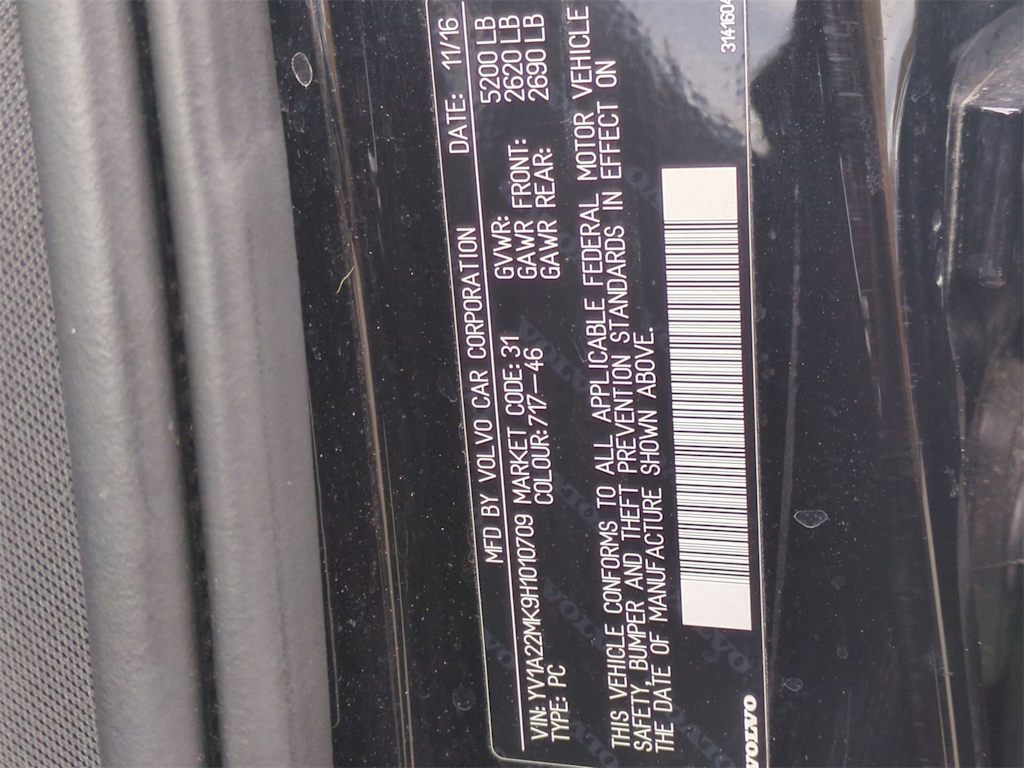 MFD BY VOLVO CAR CORPORATION DATE: 11/16
VIN: YV1A22MK9H1010709 MARKET CODE: 31 GVWR: 5200 LB
TYPE: PC COLOUR: 717-46 GAWR FRONT: 2620 LB
GAWR REAR: 2690 LB
THIS VEHICLE CONFORMS TO ALL APPLICABLE FEDERAL MOTOR VEHICLE
SAFETY, BUMPER AND THEFT PREVENTION STANDARDS IN EFFECT ON
THE DATE OF MANUFACTURE SHOWN ABOVE.
VOLVO